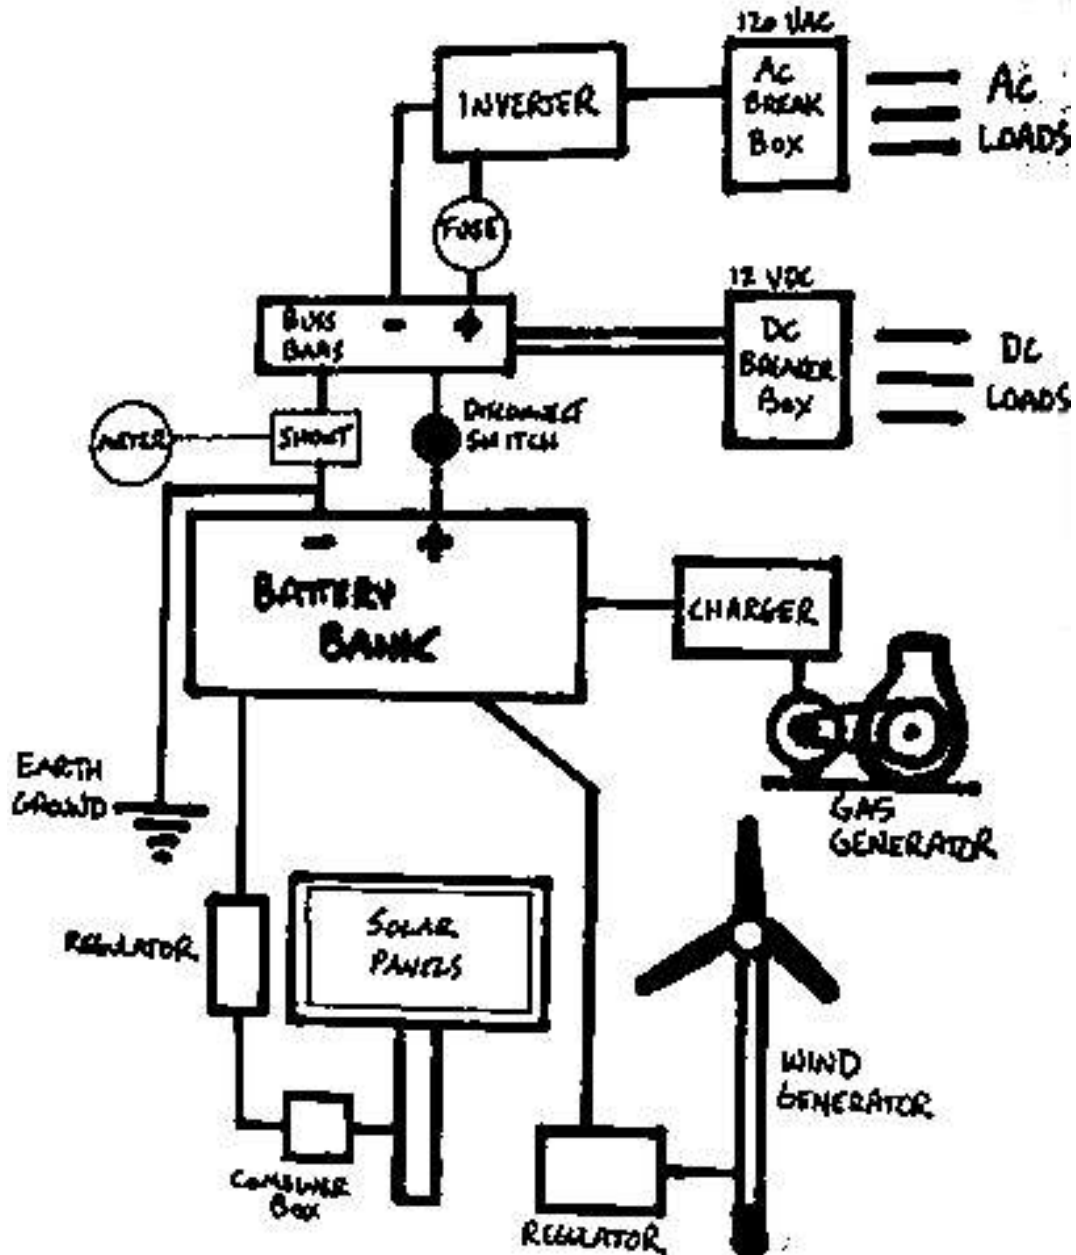 120 VAC
INVERTER
AC
BREAK
BOX
AC
LOADS
FUSE
12 VDC
BUSS
BARS
- +
DC
BREAKER
BOX
DC
LOADS
METER
SHUNT
DISCONNECT
SWITCH
- +
BATTERY
BANK
CHARGER
EARTH
GROUND
GAS
GENERATOR
REGULATOR
SOLAR
PANELS
WIND
GENERATOR
COMBINER
BOX
REGULATOR